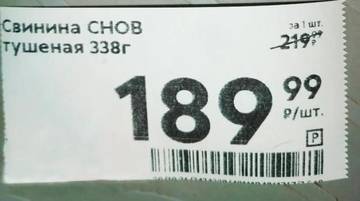 Свинина СНОВ
тушеная 338г
за 1 шт.
219 99 ₽
189 99
₽/шт.
P